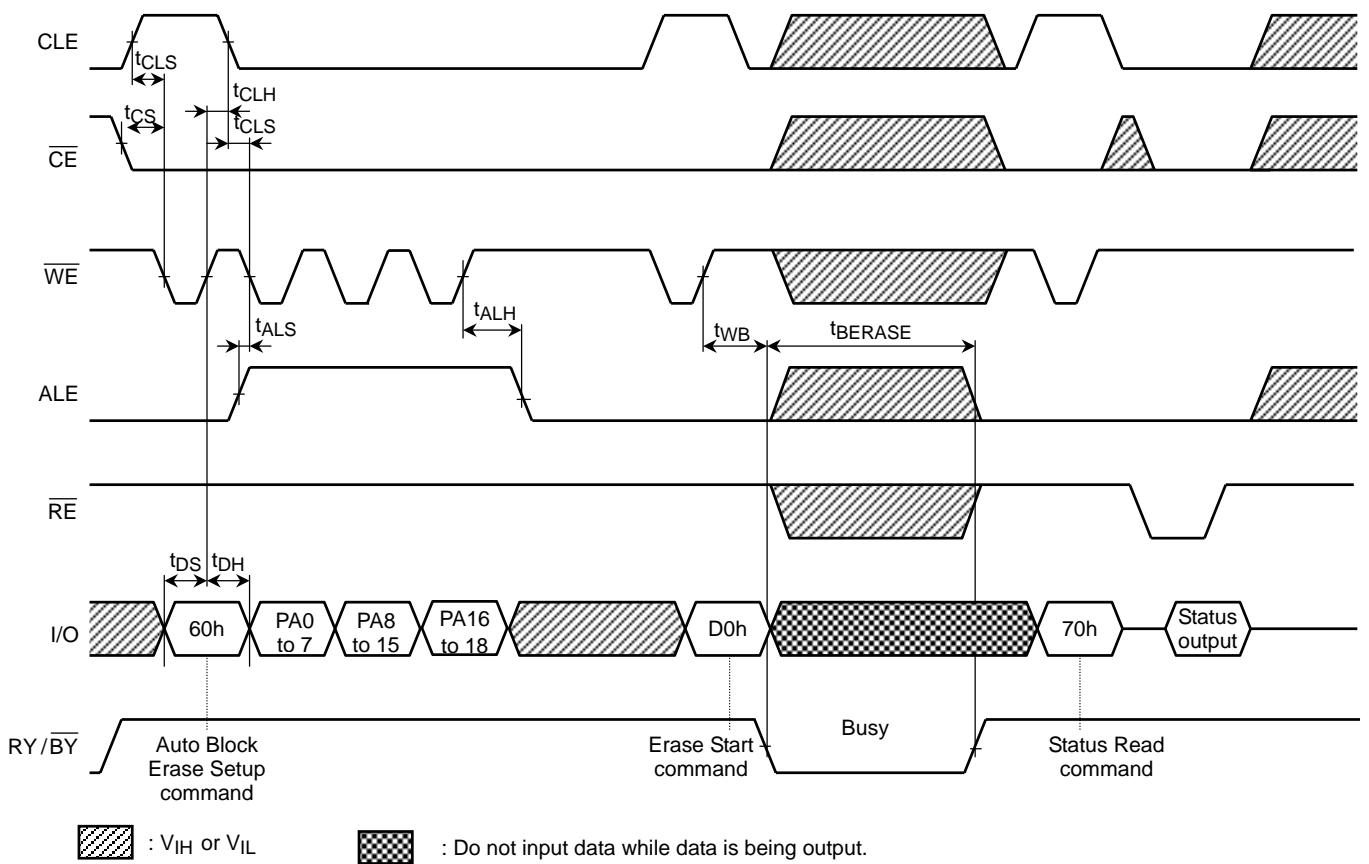 CLE
tCLS
tCLH
tCS
tCLS
CE
WE
tALH
tALS
tWB
tBERASE
ALE
RE
tDS
tDH
I/O
60h
PA0
to 7
PA8
to 15
PA16
to 18
D0h
70h
Status
output
RY/BY
Busy
Auto Block
Erase Setup
command
Erase Start
command
Status Read
command
: VIH or VIL
: Do not input data while data is being output.